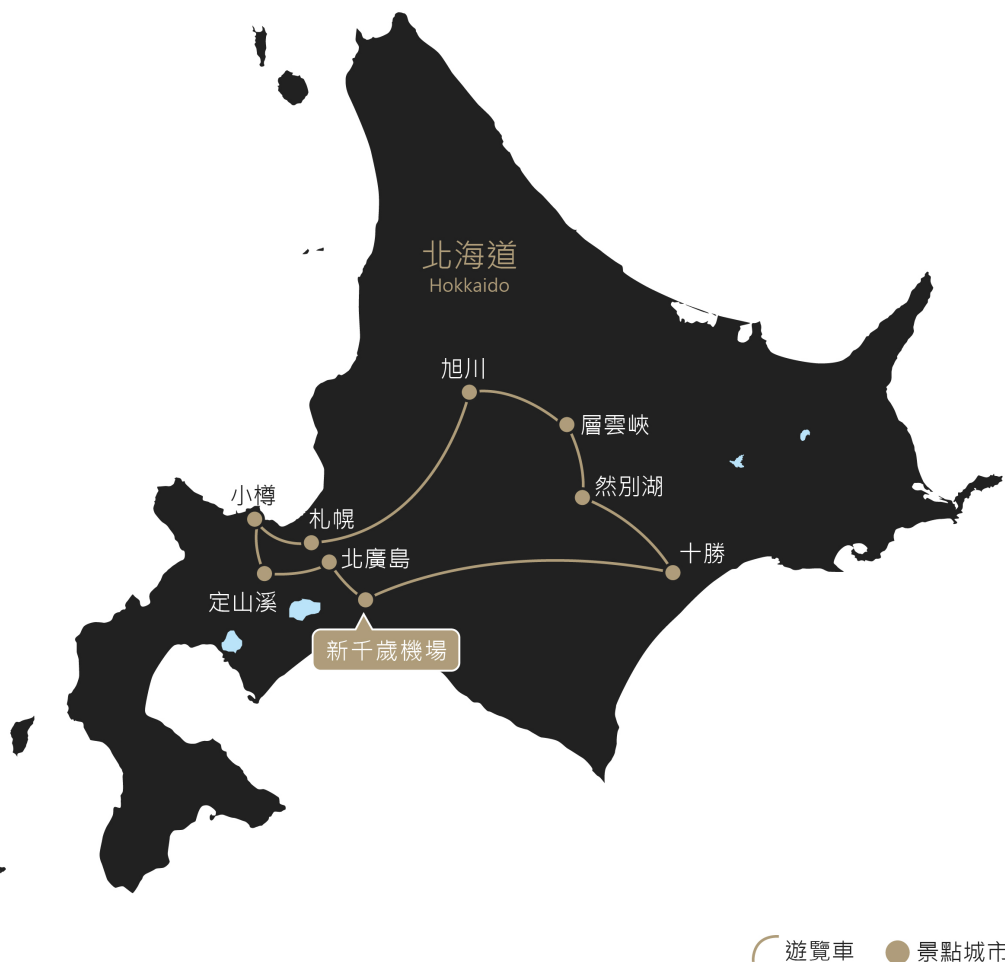 北海道
Hokkaido
旭川
層雲峽
然別湖
小樽
札幌
北廣島
十勝
定山溪
新千歲機場
遊覽車
景點城市